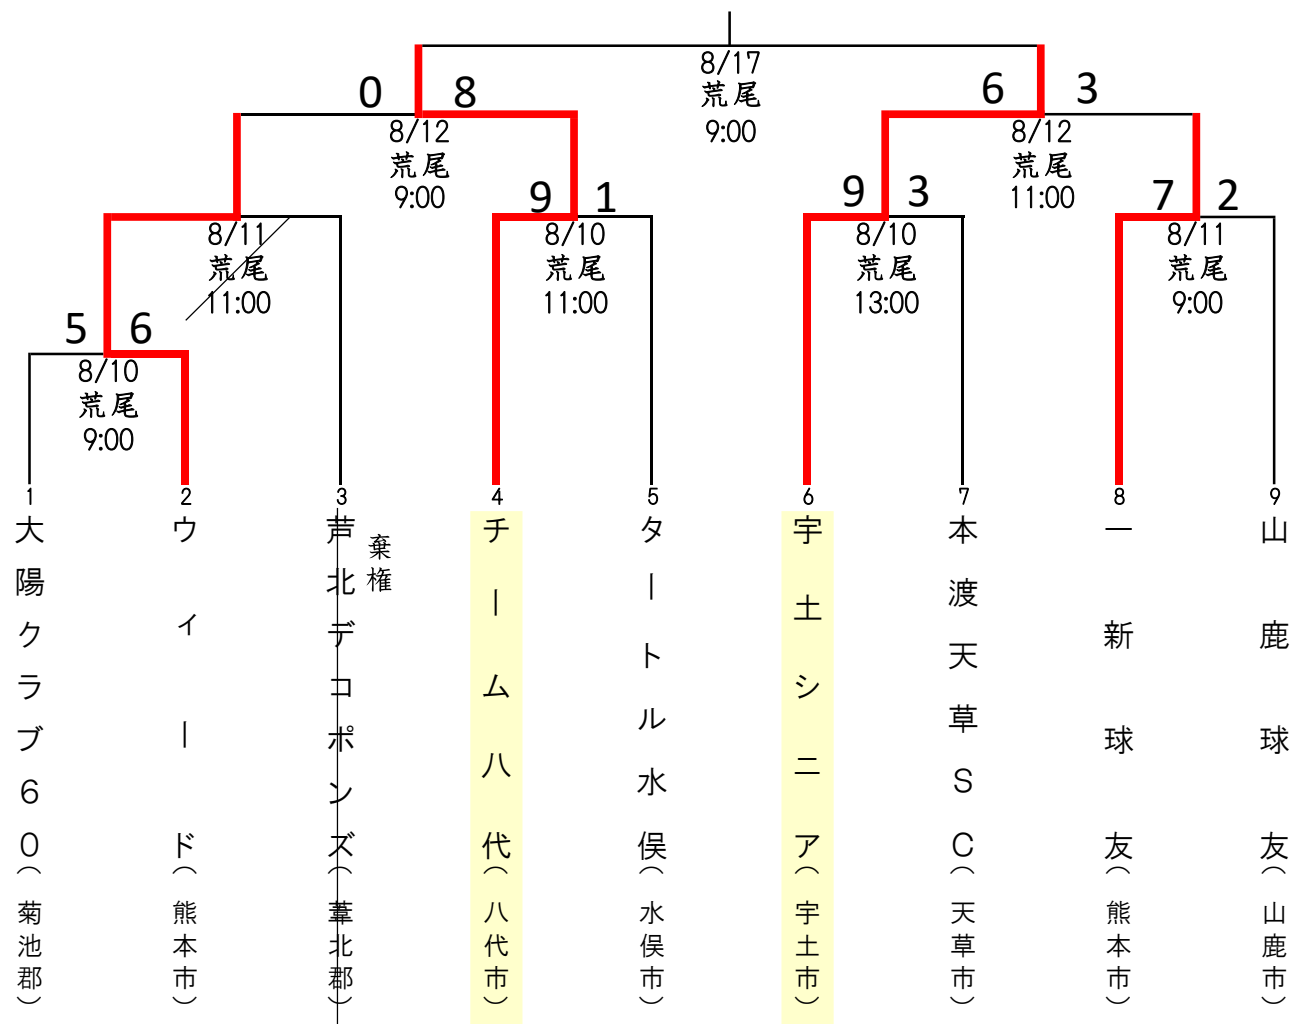 8/17
荒尾
9:00
0 8
8/12
荒尾
9:00
6 3
8/12
荒尾
11:00
8/11
荒尾
11:00
9 1
8/10
荒尾
11:00
9 3
8/10
荒尾
13:00
7 2
8/11
荒尾
9:00
5 6
8/10
荒尾
9:00
1
大陽クラブ60(菊池郡)
2
ウィード(熊本市)
3
芦北デコポンズ(葦北郡)
棄権
4
チーム八代(八代市)
5
タートル水俣(水俣市)
6
宇土シニア(宇土市)
7
本渡天草SC(天草市)
8
一新球友(熊本市)
9
山鹿球友(山鹿市)